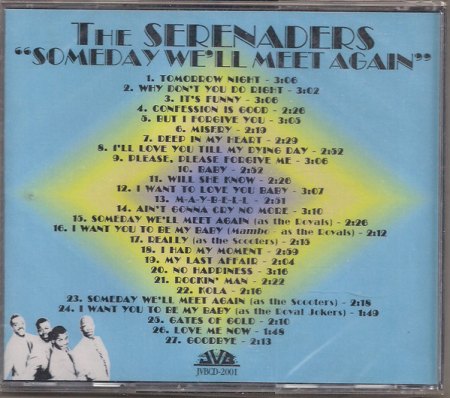 The SERENADERS
"SOMEDAY WE'LL MEET AGAIN"
1. TOMORROW NIGHT - 3:06
2. WHY DON'T YOU DO RIGHT - 3:02
3. IT'S FUNNY - 3:06
4. CONFESSION IS GOOD - 2:26
5. BUT I FORGIVE YOU - 3:05
6. MISERY - 2:19
7. DEEP IN MY HEART - 2:29
8. I'LL LOVE YOU TILL MY DYING DAY - 2:52
9. PLEASE, PLEASE FORGIVE ME - 3:06
10. BABY - 2:52
11. WILL SHE KNOW - 2:26
12. I WANT TO LOVE YOU BABY - 3:07
13. M-A-Y-B-E-L-L - 2:51
14. AIN'T GONNA CRY NO MORE - 3:10
15. SOMEDAY WE'LL MEET AGAIN (as the Royals) - 2:26
16. I WANT YOU TO BE MY BABY (Mambo - as the Royals) - 2:12
17. REALLY (as the Scooters) - 2:15
18. I HAD MY MOMENT - 2:59
19. MY LAST AFFAIR - 2:04
20. NO HAPPINESS - 3:16
21. ROCKIN' MAN - 2:22
22. KOLA - 2:16
23. SOMEDAY WE'LL MEET AGAIN (as the Scooters) - 2:18
24. I WANT YOU TO BE MY BABY (as the Royal Jokers) - 1:49
25. GATES OF GOLD - 2:10
26. LOVE ME NOW - 1:48
27. GOODBYE - 2:13
JVB
JVBCD-2001